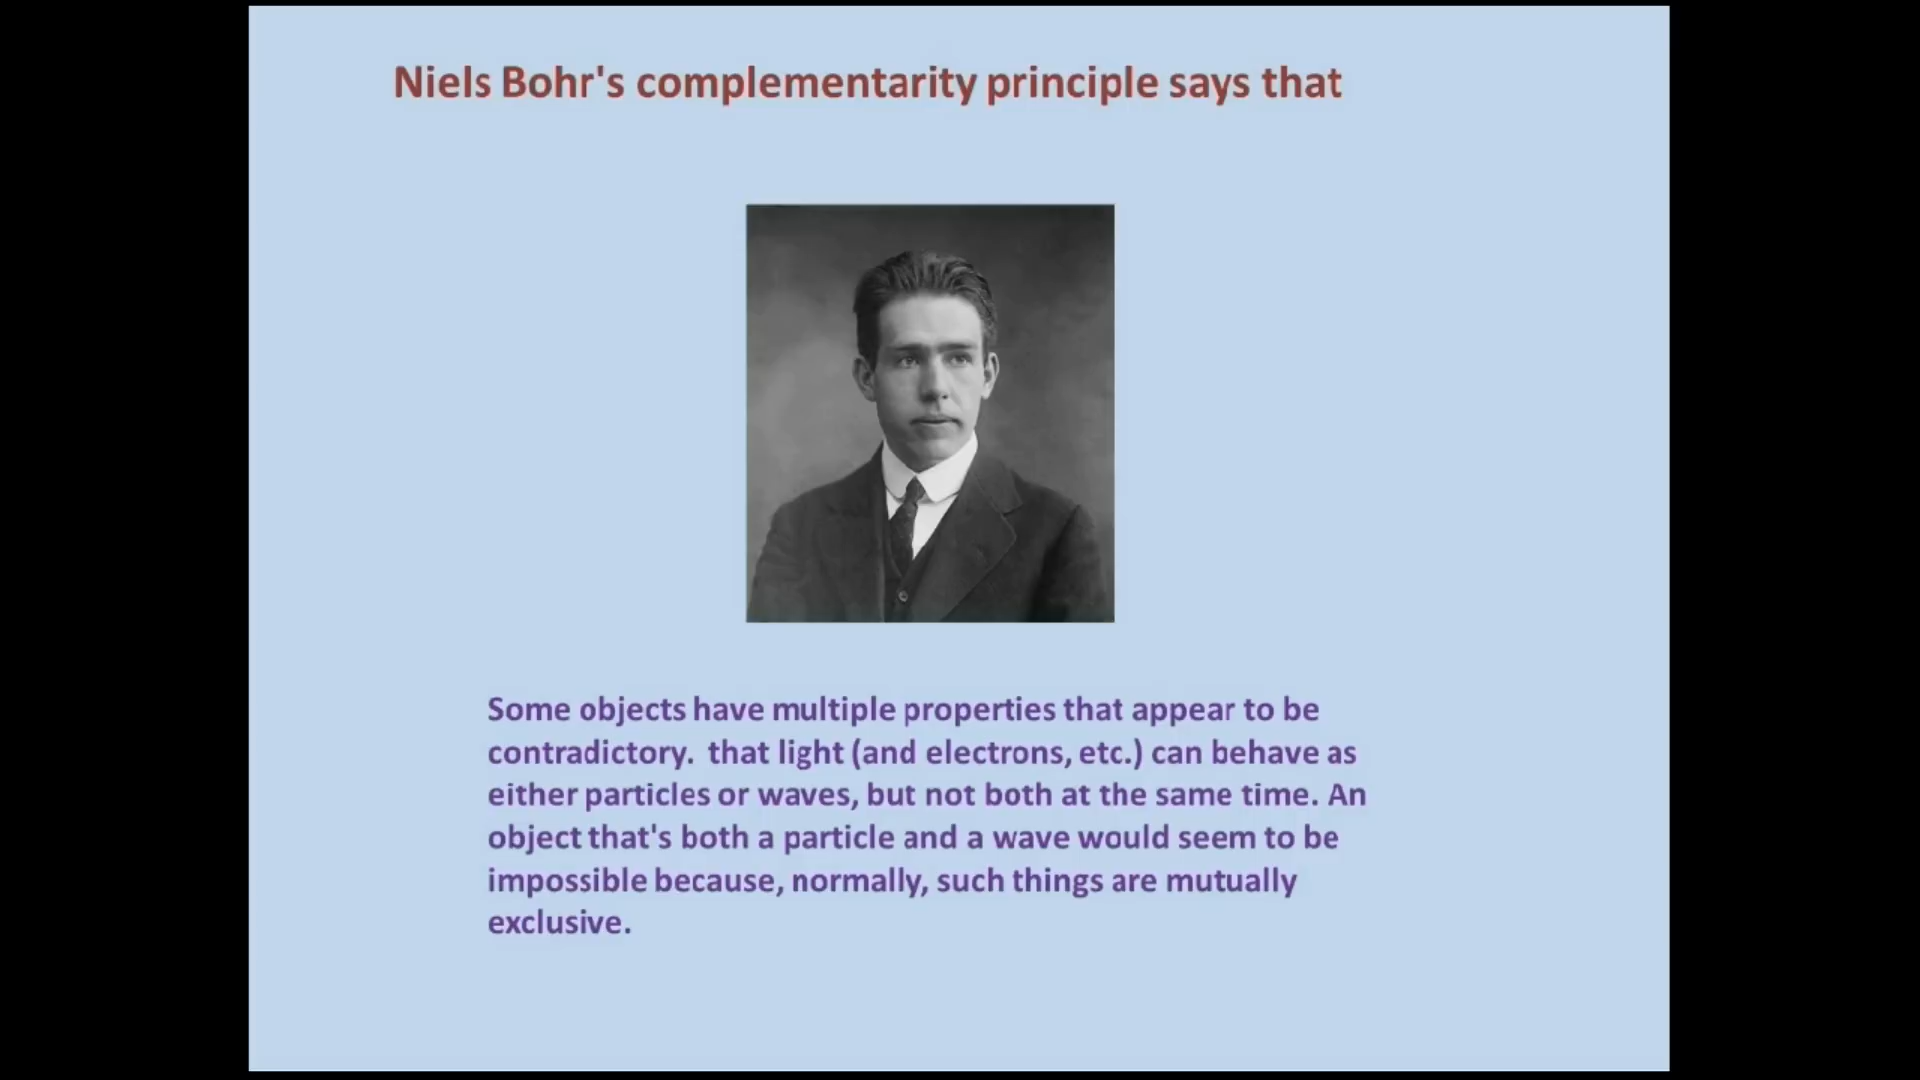 Niels Bohr's complementarity principle says that
Some objects have multiple properties that appear to be
contradictory.  that light (and electrons, etc.) can behave as
either particles or waves, but not both at the same time. An
object that's both a particle and a wave would seem to be
impossible because, normally, such things are mutually
exclusive.